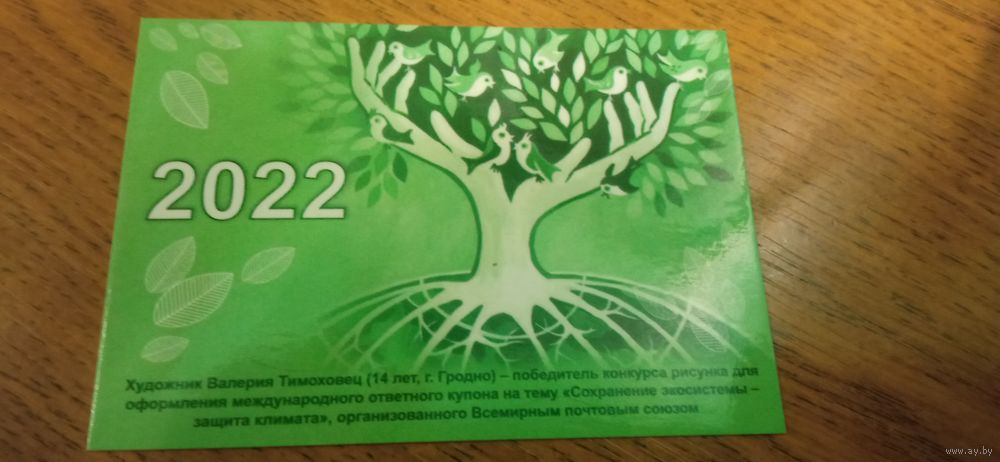 2022
Художник Валерия Тимоховец (14 лет, г. Гродно) – победитель конкурса рисунка для
оформления международного ответного купона на тему «Сохранение экосистемы –
защита климата», организованного Всемирным почтовым союзом
www.ay.by